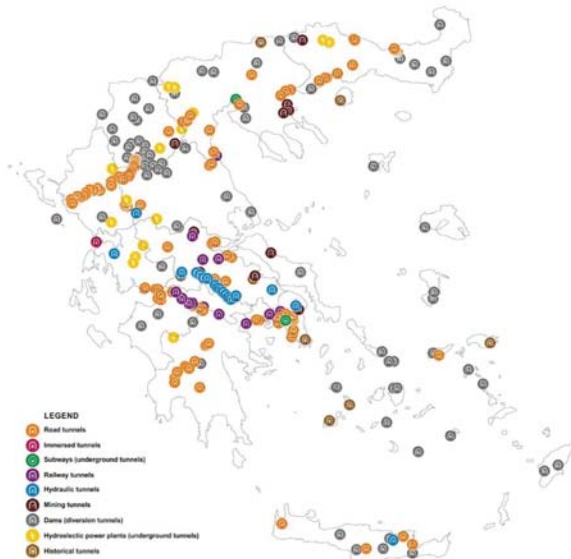 LEGEND
Road tunnels
Immersed tunnels
Subways (underground tunnels)
Railway tunnels
Hydraulic tunnels
Mining tunnels
Dams (diversion tunnels)
Hydroelectic power plants (underground tunnels)
Historical tunnels